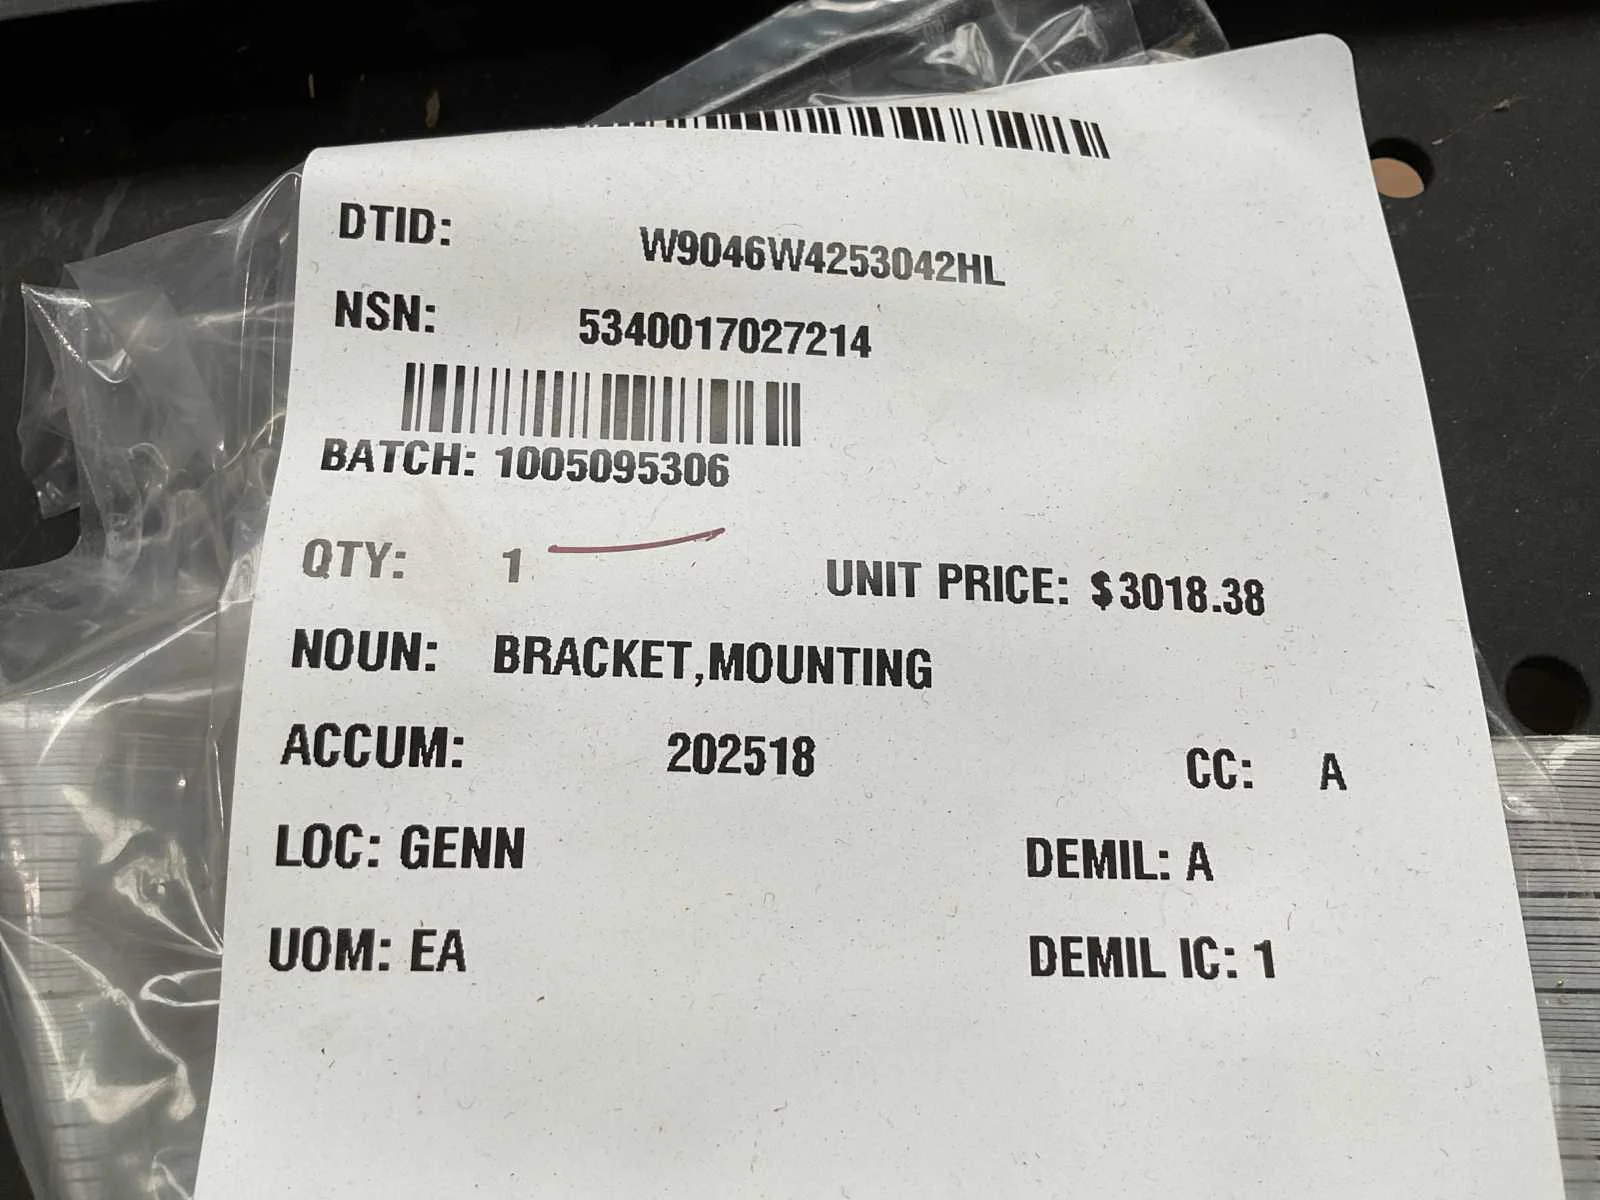 DTID: W9046W4253042HL
NSN: 5340017027214
BATCH: 1005095306
QTY: 1 UNIT PRICE: $3018.38
NOUN: BRACKET,MOUNTING
ACCUM: 202518 CC: A
LOC: GENN DEMIL: A
UOM: EA DEMIL IC: 1